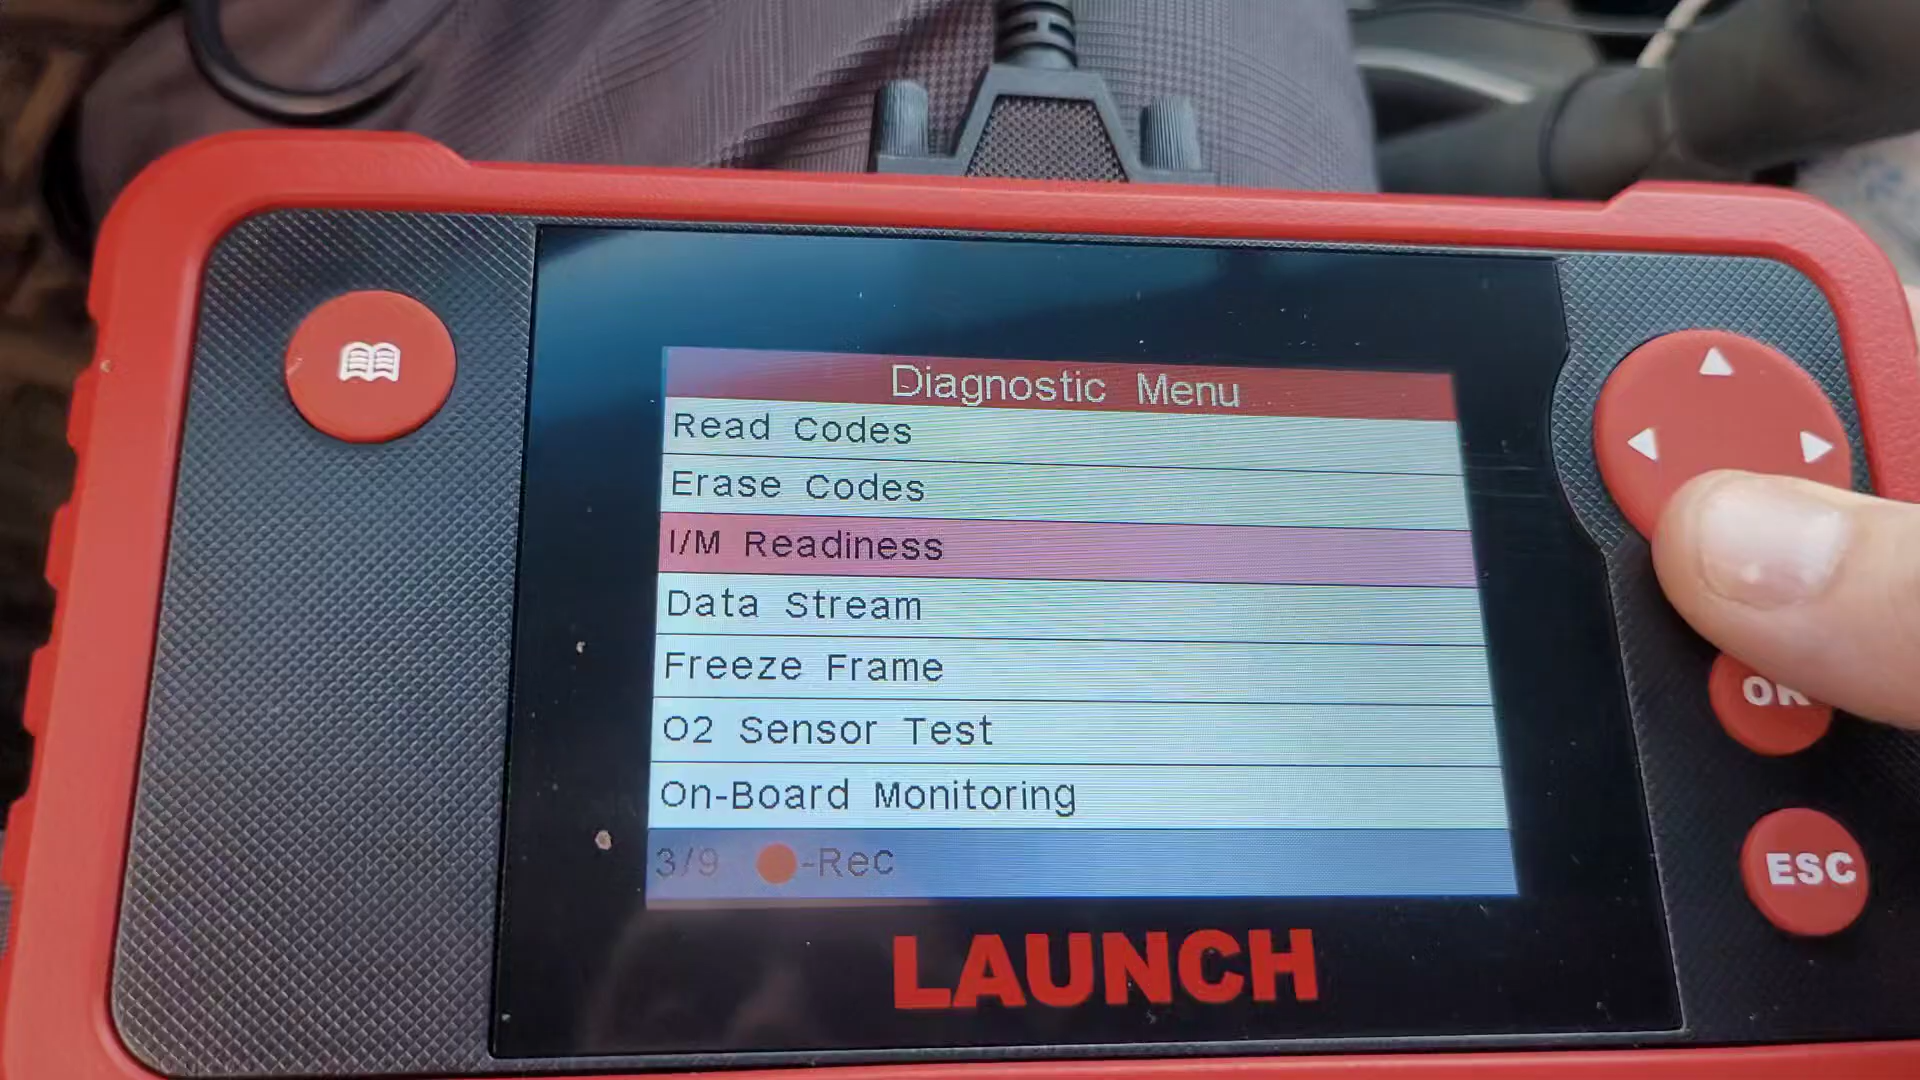 Diagnostic Menu
Read Codes
Erase Codes
I/M Readiness
Data Stream
Freeze Frame
O2 Sensor Test
On-Board Monitoring
3/9 -Rec
OK
ESC
LAUNCH